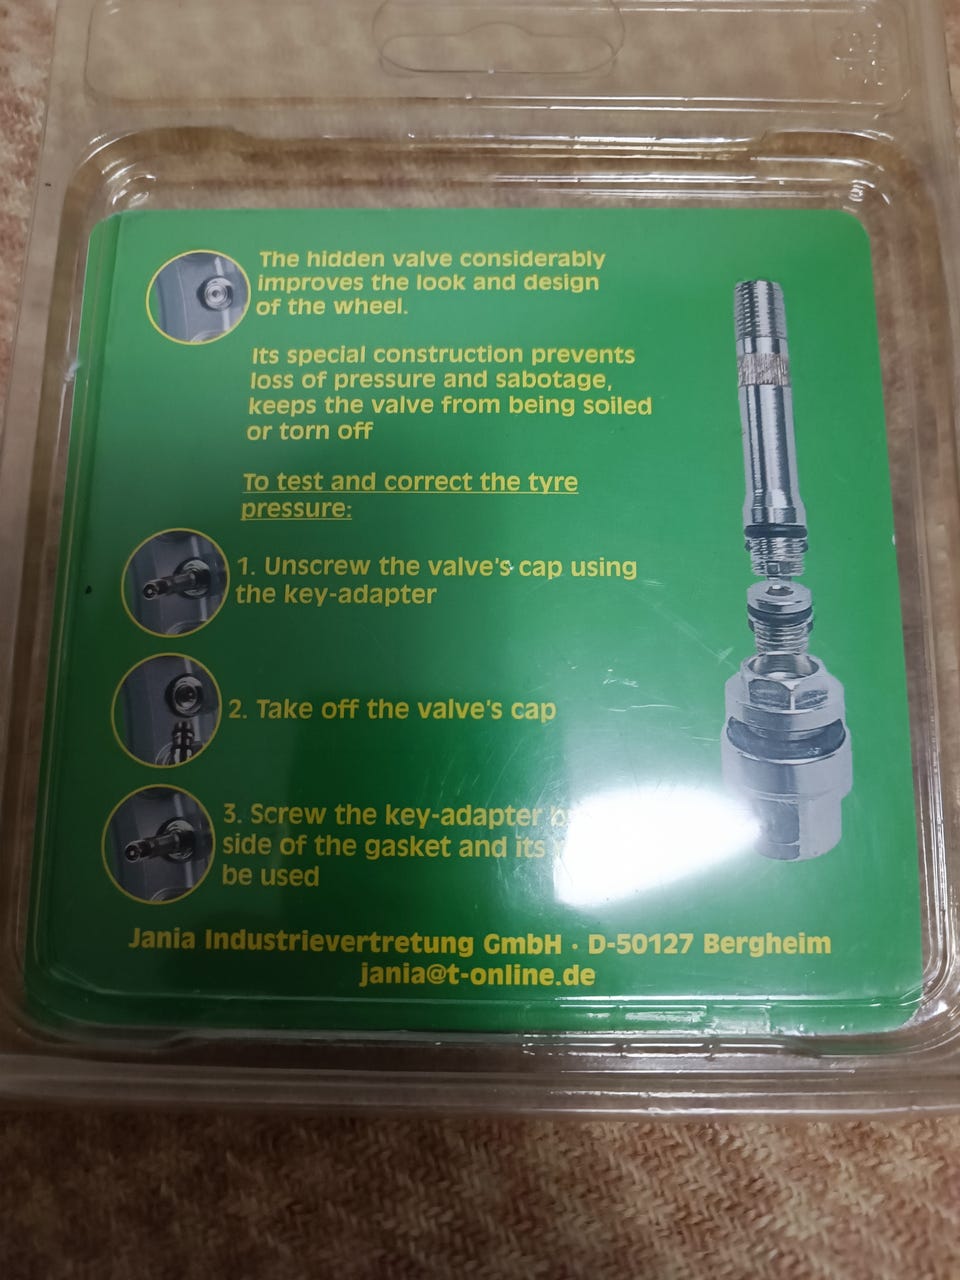 The hidden valve considerably
improves the look and design
of the wheel.
Its special construction prevents
loss of pressure and sabotage,
keeps the valve from being soiled
or torn off
To test and correct the tyre
pressure:
1. Unscrew the valve's cap using
the key-adapter
2. Take off the valve's cap
3. Screw the key-adapter
side of the gasket and its
be used
Jania Industrievertretung GmbH · D-50127 Bergheim
jania@t-online.de